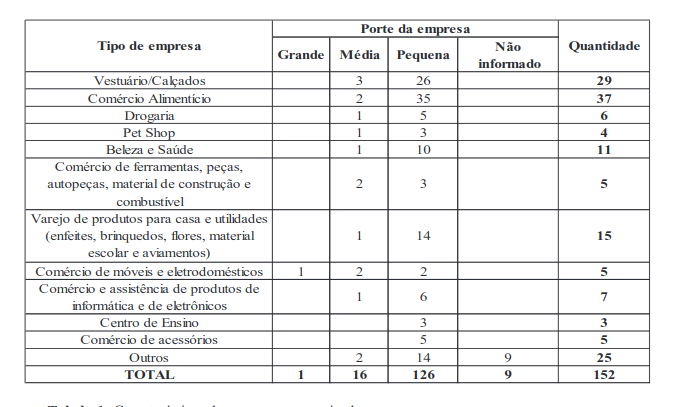 Porte da empresa
Tipo de empresa Quantidade
Grande Média Pequena Não
informado
Vestuário/Calçados 3 26 29
Comércio Alimentício 2 35 37
Drogaria 1 5 6
Pet Shop 1 3 4
Beleza e Saúde 1 10 11
Comércio de ferramentas, peças,
autopeças, material de construção e 2 3 5
combustível
Varejo de produtos para casa e utilidades
(enfeites, brinquedos, flores, material 1 14 15
escolar e aviamentos)
Comércio de móveis e eletrodomésticos 1 2 2 5
Comércio e assistência de produtos de 1 6 7
informática e de eletrônicos
Centro de Ensino 3 3
Comércio de acessórios 5 5
Outros 2 14 9 25
TOTAL 1 16 126 9 152